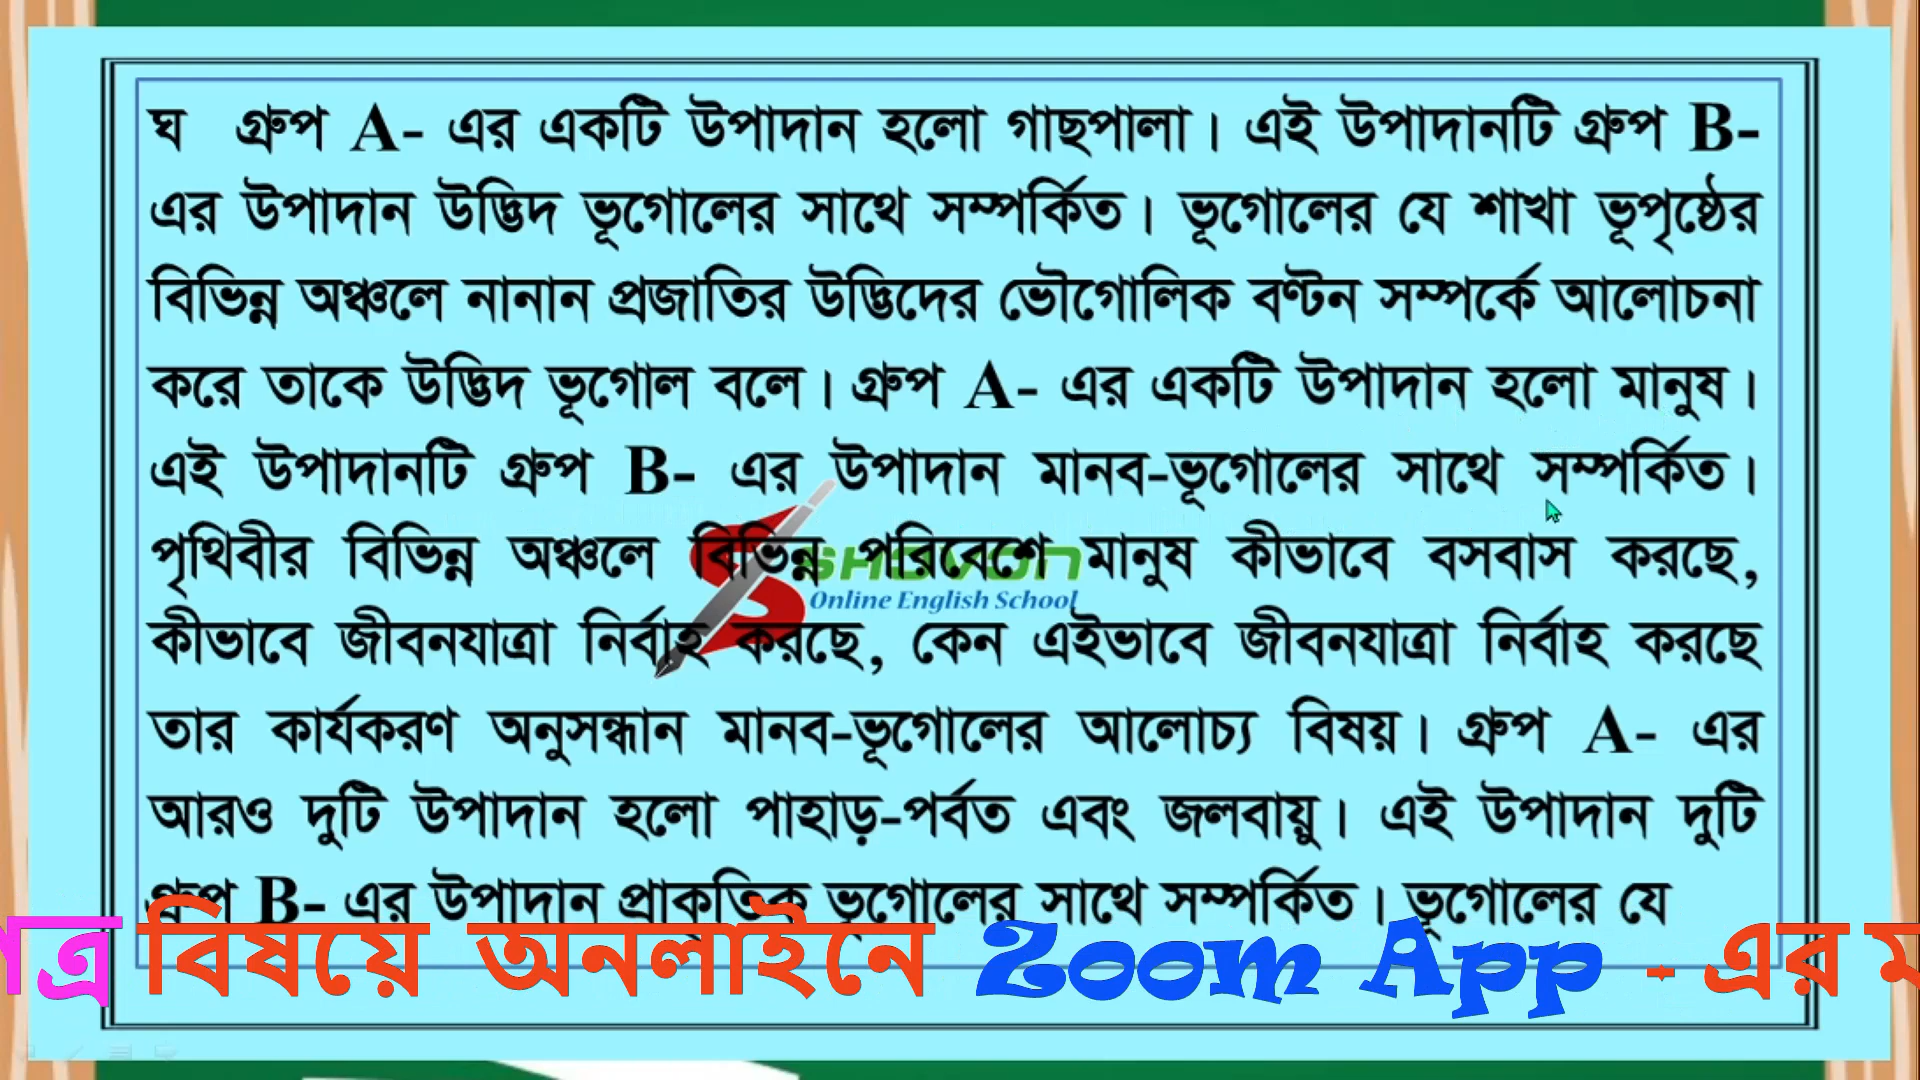 ঘ গ্রুপ A- এর একটি উপাদান হলো গাছপালা। এই উপাদানটি গ্রুপ B-
এর উপাদান উদ্ভিদ ভূগোলের সাথে সম্পর্কিত। ভূগোলের যে শাখা ভূপৃষ্ঠের
বিভিন্ন অঞ্চলে নানান প্রজাতির উদ্ভিদের ভৌগোলিক বণ্টন সম্পর্কে আলোচনা
করে তাকে উদ্ভিদ ভূগোল বলে। গ্রুপ A- এর একটি উপাদান হলো মানুষ।
এই উপাদানটি গ্রুপ B- এর উপাদান মানব-ভূগোলের সাথে সম্পর্কিত।
পৃথিবীর বিভিন্ন অঞ্চলে বিভিন্ন পরিবেশে মানুষ কীভাবে বসবাস করছে,
SHOVON
Online English School
কীভাবে জীবনযাত্রা নির্বাহ করছে, কেন এইভাবে জীবনযাত্রা নির্বাহ করছে
তার কার্যকরণ অনুসন্ধান মানব-ভূগোলের আলোচ্য বিষয়। গ্রুপ A- এর
আরও দুটি উপাদান হলো পাহাড়-পর্বত এবং জলবায়ু। এই উপাদান দুটি
গ্রুপ B- এর উপাদান প্রাকৃতিক ভূগোলের সাথে সম্পর্কিত। ভূগোলের যে
ত্র বিষয়ে অনলাইনে Zoom App - এর ম